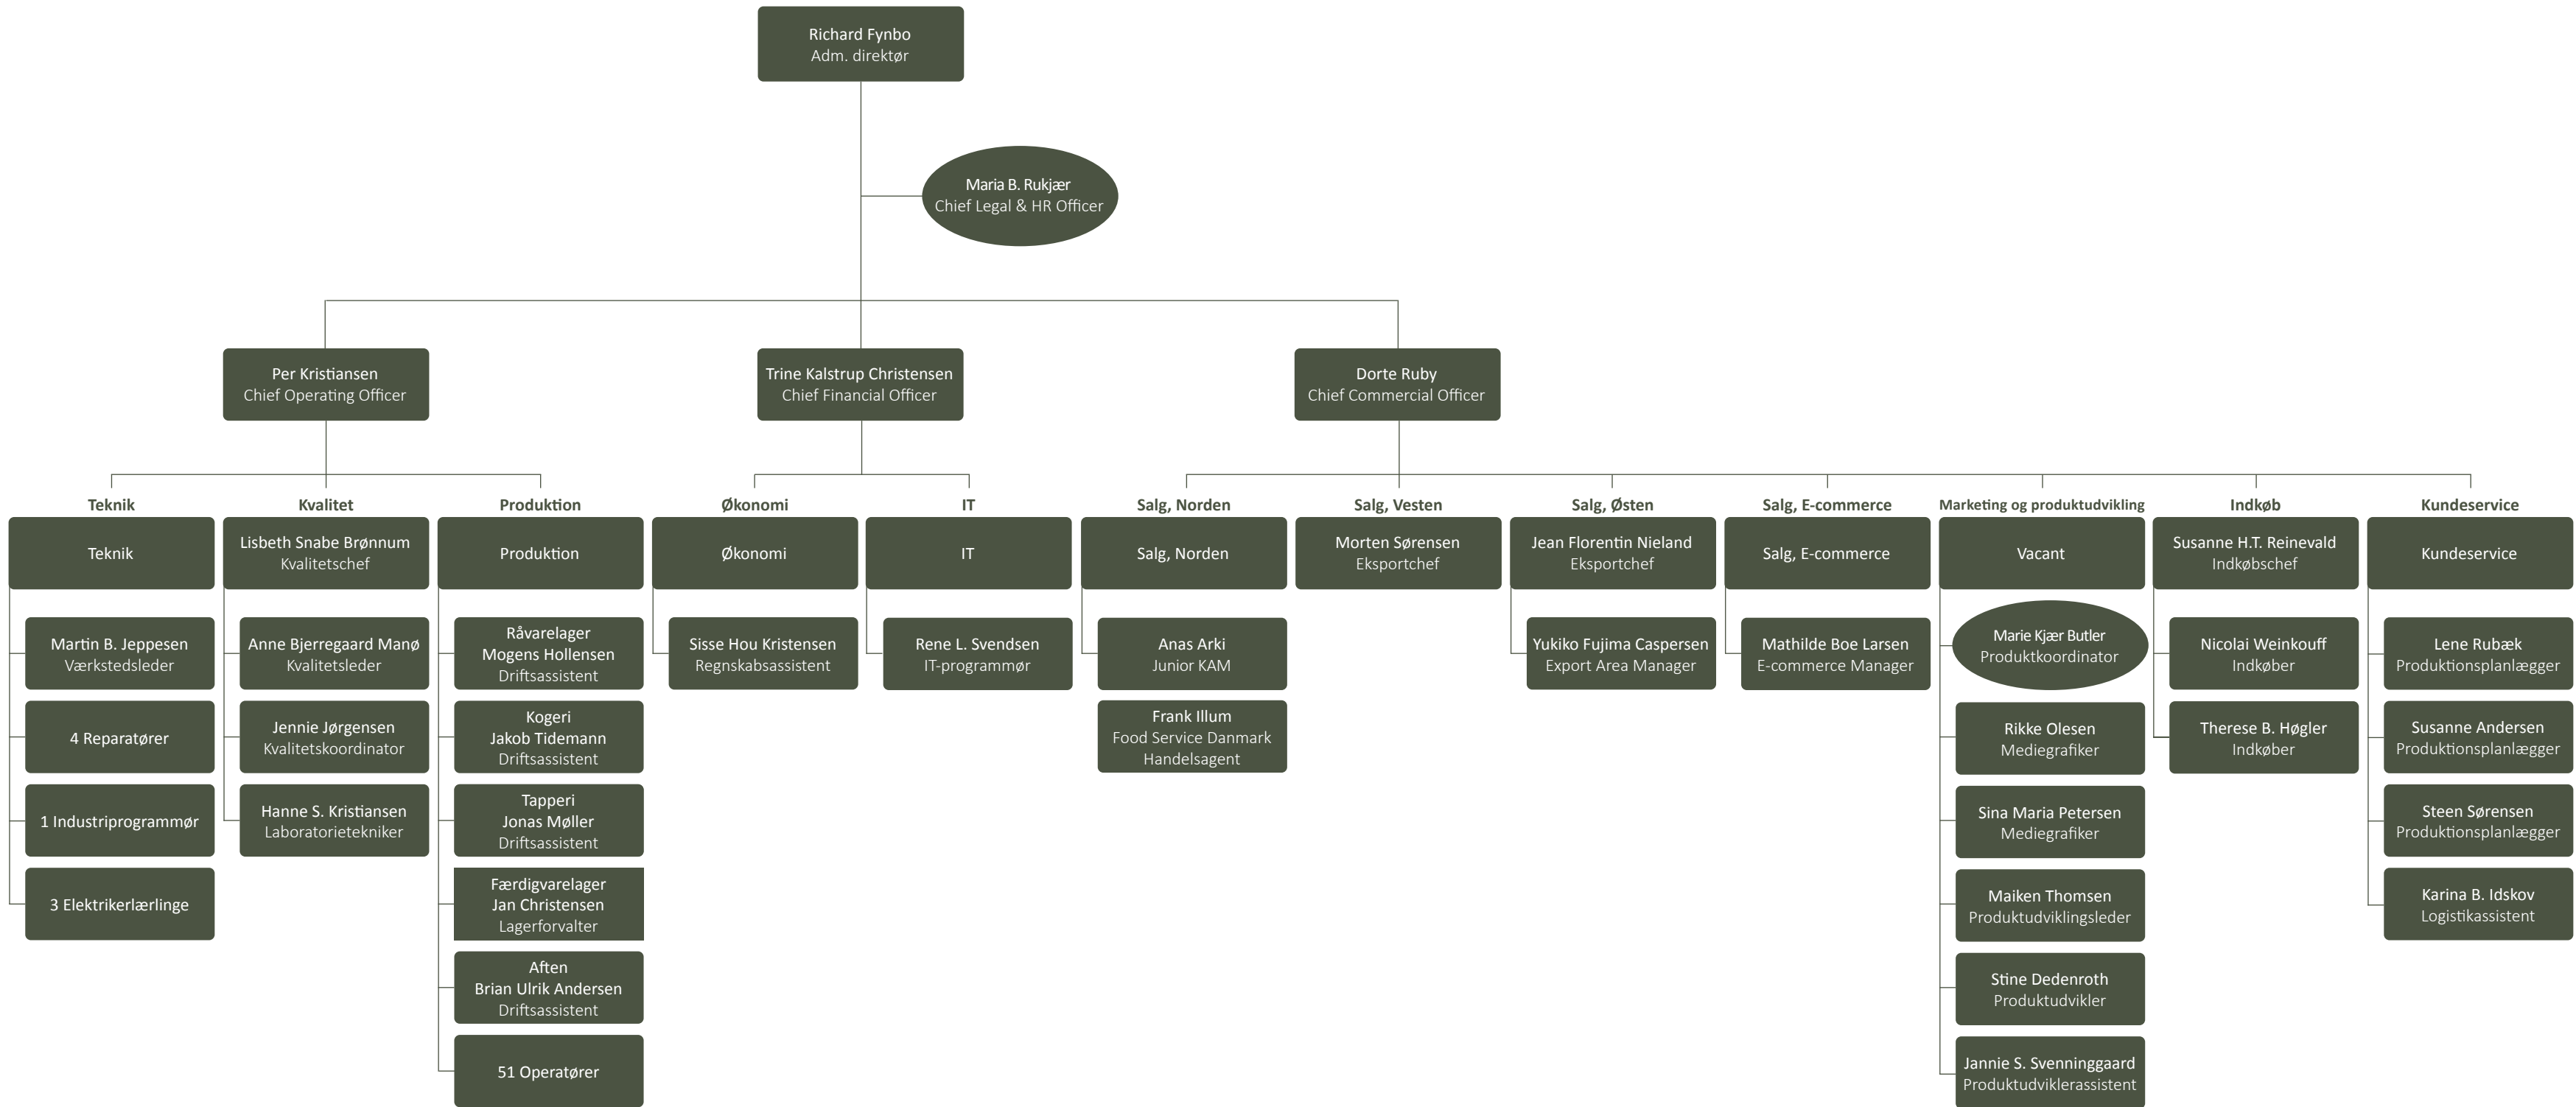 Richard Fynbo
Adm. direktør
Maria B. Rukjær
Chief Legal & HR Officer
Per Kristiansen
Chief Operating Officer
Trine Kalstrup Christensen
Chief Financial Officer
Dorte Ruby
Chief Commercial Officer
Teknik
Teknik
Martin B. Jeppesen
Værkstedsleder
4 Reparatører
1 Industriprogrammør
3 Elektrikerlærlinge
Kvalitet
Lisbeth Snabe Brønnum
Kvalitetschef
Anne Bjerregaard Manø
Kvalitetsleder
Jennie Jørgensen
Kvalitetskoordinator
Hanne S. Kristiansen
Laboratorietekniker
Produktion
Produktion
Råvarelager
Mogens Hollensen
Driftsassistent
Kogeri
Jakob Tidemann
Driftsassistent
Tapperi
Jonas Møller
Driftsassistent
Færdigvarelager
Jan Christensen
Lagerforvalter
Aften
Brian Ulrik Andersen
Driftsassistent
51 Operatører
Økonomi
Økonomi
Sisse Hou Kristensen
Regnskabsassistent
IT
IT
Rene L. Svendsen
IT-programmør
Salg, Norden
Salg, Norden
Anas Arki
Junior KAM
Frank Illum
Food Service Danmark
Handelsagent
Salg, Vesten
Morten Sørensen
Eksportchef
Salg, Østen
Jean Florentin Nieland
Eksportchef
Yukiko Fujima Caspersen
Export Area Manager
Salg, E-commerce
Salg, E-commerce
Mathilde Boe Larsen
E-commerce Manager
Marketing og produktudvikling
Vacant
Marie Kjær Butler
Produktkoordinator
Rikke Olesen
Mediegrafiker
Sina Maria Petersen
Mediegrafiker
Maiken Thomsen
Produktudviklingsleder
Stine Dedenroth
Produktudvikler
Jannie S. Svenninggaard
Produktudviklerassistent
Indkøb
Susanne H.T. Reinevald
Indkøbschef
Nicolai Weinkouff
Indkøber
Therese B. Høgler
Indkøber
Kundeservice
Kundeservice
Lene Rubæk
Produktionsplanlægger
Susanne Andersen
Produktionsplanlægger
Steen Sørensen
Produktionsplanlægger
Karina B. Idskov
Logistikassistent